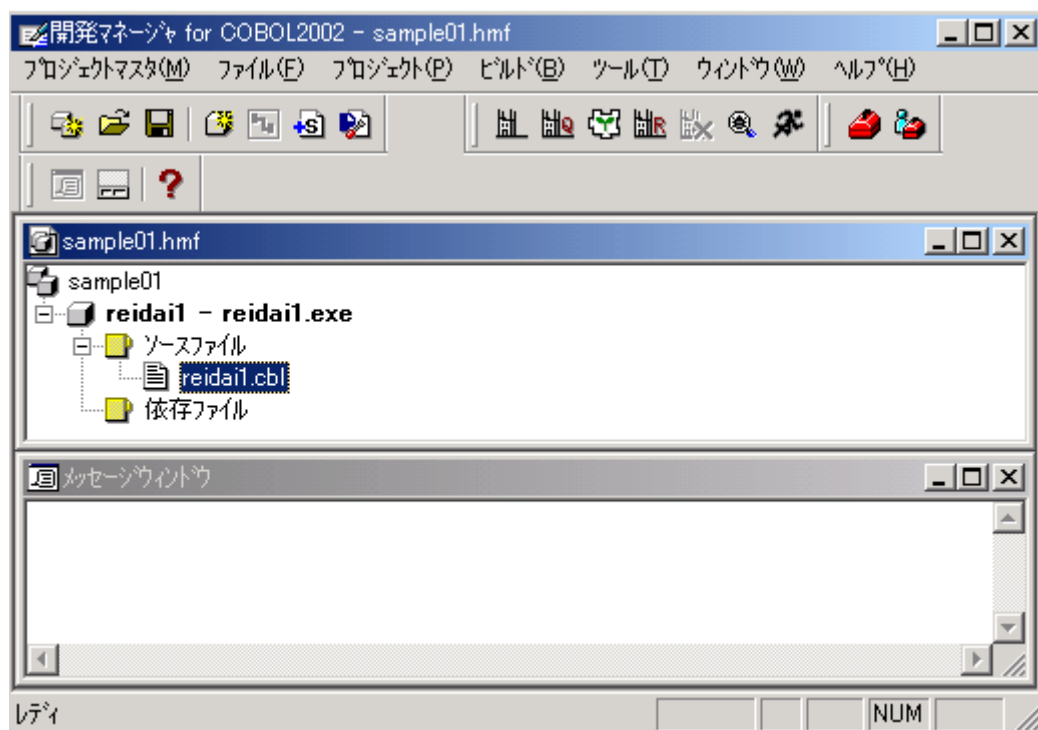 開発マネージャ for COBOL2002 - sample01.hmf
プロジェクトマスタ(M) ファイル(F) プロジェクト(P) ビルド(B) ツール(T) ウィンドウ(W) ヘルプ(H)
sample01.hmf
sample01
reidai1 - reidai1.exe
ソースファイル
reidai1.cbl
依存ファイル
メッセージウィンドウ
レディ NUM